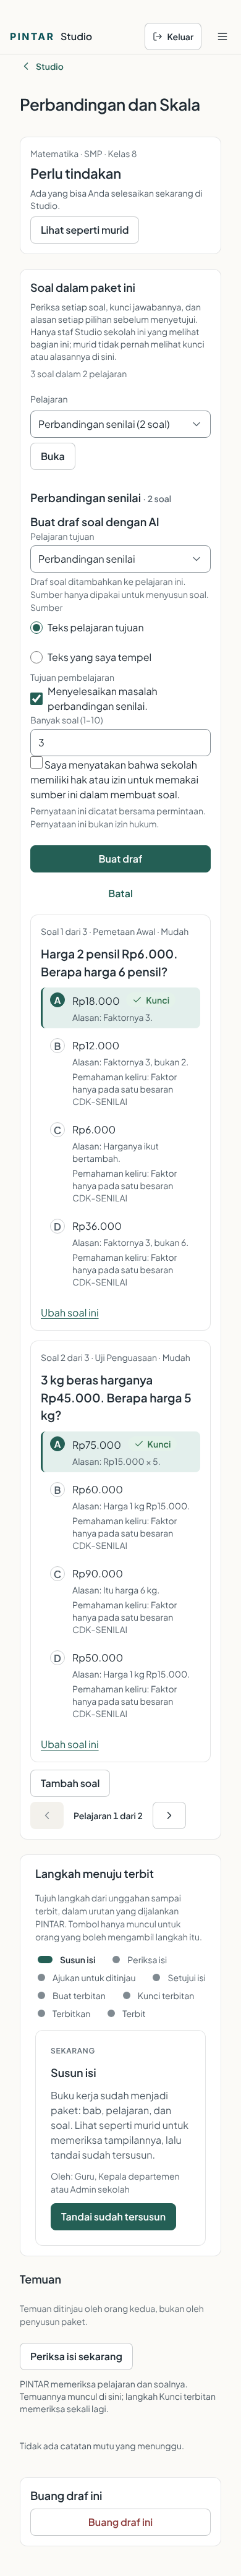 PINTAR Studio
Keluar
Studio
Perbandingan dan Skala
Matematika · SMP · Kelas 8
Perlu tindakan
Ada yang bisa Anda selesaikan sekarang di
Studio.
Lihat seperti murid
Soal dalam paket ini
Periksa setiap soal, kunci jawabannya, dan
alasan setiap pilihan sebelum menyetujui.
Hanya staf Studio sekolah ini yang melihat
bagian ini; murid tidak pernah melihat kunci
atau alasannya di sini.
3 soal dalam 2 pelajaran
Pelajaran
Perbandingan senilai (2 soal)
Buka
Perbandingan senilai · 2 soal
Buat draf soal dengan AI
Pelajaran tujuan
Perbandingan senilai
Draf soal ditambahkan ke pelajaran ini.
Sumber hanya dipakai untuk menyusun soal.
Sumber
Teks pelajaran tujuan
Teks yang saya tempel
Tujuan pembelajaran
Menyelesaikan masalah
perbandingan senilai.
Banyak soal (1–10)
3
Saya menyatakan bahwa sekolah
memiliki hak atau izin untuk memakai
sumber ini dalam membuat soal.
Pernyataan ini dicatat bersama permintaan.
Pernyataan ini bukan izin hukum.
Buat draf
Batal
Soal 1 dari 3 · Pemetaan Awal · Mudah
Harga 2 pensil Rp6.000.
Berapa harga 6 pensil?
A Rp18.000 Kunci
Alasan: Faktornya 3.
B Rp12.000
Alasan: Faktornya 3, bukan 2.
Pemahaman keliru: Faktor
hanya pada satu besaran
CDK-SENILAI
C Rp6.000
Alasan: Harganya ikut
bertambah.
Pemahaman keliru: Faktor
hanya pada satu besaran
CDK-SENILAI
D Rp36.000
Alasan: Faktornya 3, bukan 6.
Pemahaman keliru: Faktor
hanya pada satu besaran
CDK-SENILAI
Ubah soal ini
Soal 2 dari 3 · Uji Penguasaan · Mudah
3 kg beras harganya
Rp45.000. Berapa harga 5
kg?
A Rp75.000 Kunci
Alasan: Rp15.000 × 5.
B Rp60.000
Alasan: Harga 1 kg Rp15.000.
Pemahaman keliru: Faktor
hanya pada satu besaran
CDK-SENILAI
C Rp90.000
Alasan: Itu harga 6 kg.
Pemahaman keliru: Faktor
hanya pada satu besaran
CDK-SENILAI
D Rp50.000
Alasan: Harga 1 kg Rp15.000.
Pemahaman keliru: Faktor
hanya pada satu besaran
CDK-SENILAI
Ubah soal ini
Tambah soal
Pelajaran 1 dari 2
Langkah menuju terbit
Tujuh langkah dari unggahan sampai
terbit, dalam urutan yang dijalankan
PINTAR. Tombol hanya muncul untuk
orang yang boleh mengambil langkah itu.
Susun isi Periksa isi
Ajukan untuk ditinjau Setujui isi
Buat terbitan Kunci terbitan
Terbitkan Terbit
SEKARANG
Susun isi
Buku kerja sudah menjadi
paket: bab, pelajaran, dan
soal. Lihat seperti murid untuk
memeriksa tampilannya, lalu
tandai sudah tersusun.
Oleh: Guru, Kepala departemen
atau Admin sekolah
Tandai sudah tersusun
Temuan
Temuan ditinjau oleh orang kedua, bukan oleh
penyusun paket.
Periksa isi sekarang
PINTAR memeriksa pelajaran dan soalnya.
Temuannya muncul di sini; langkah Kunci terbitan
memeriksa sekali lagi.
Tidak ada catatan mutu yang menunggu.
Buang draf ini
Buang draf ini